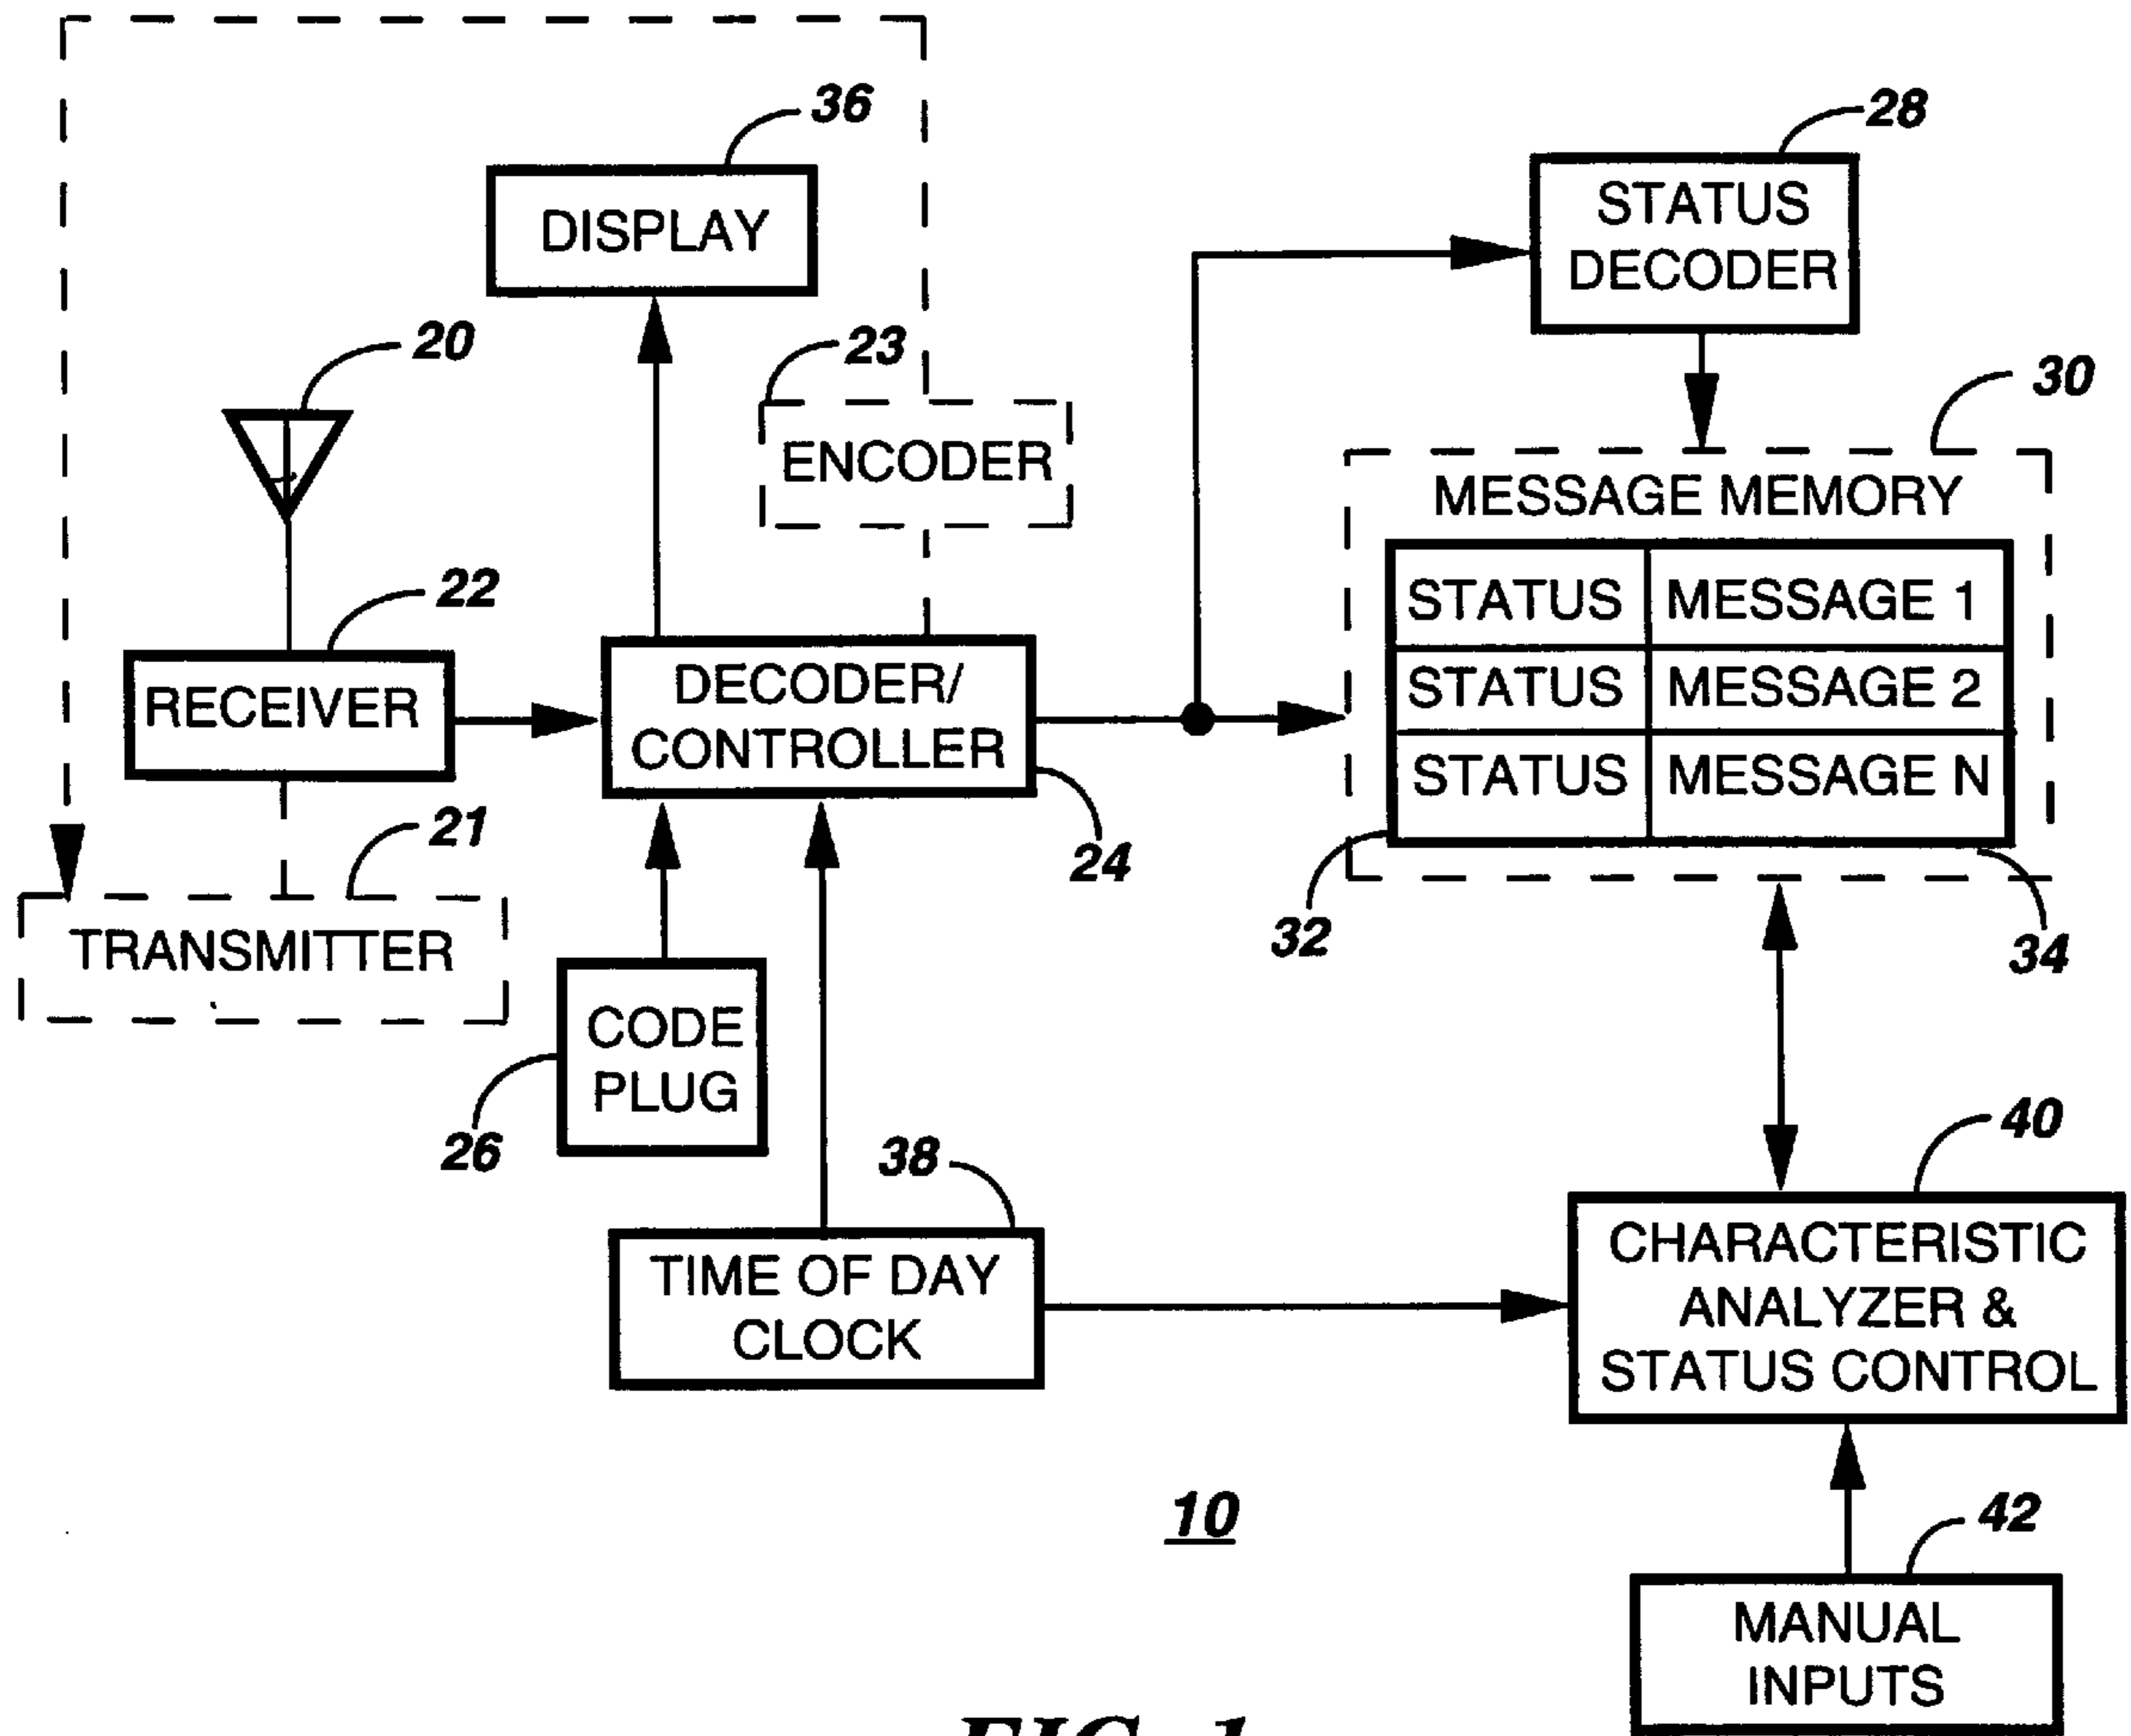 36
DISPLAY
28
STATUS
DECODER
20
23
ENCODER
30
MESSAGE MEMORY
STATUS MESSAGE 1
STATUS MESSAGE 2
STATUS MESSAGE N
32
34
22
RECEIVER
DECODER/
CONTROLLER
24
21
TRANSMITTER
CODE
PLUG
26
38
TIME OF DAY
CLOCK
40
CHARACTERISTIC
ANALYZER &
STATUS CONTROL
10
42
MANUAL
INPUTS
FIG. 1